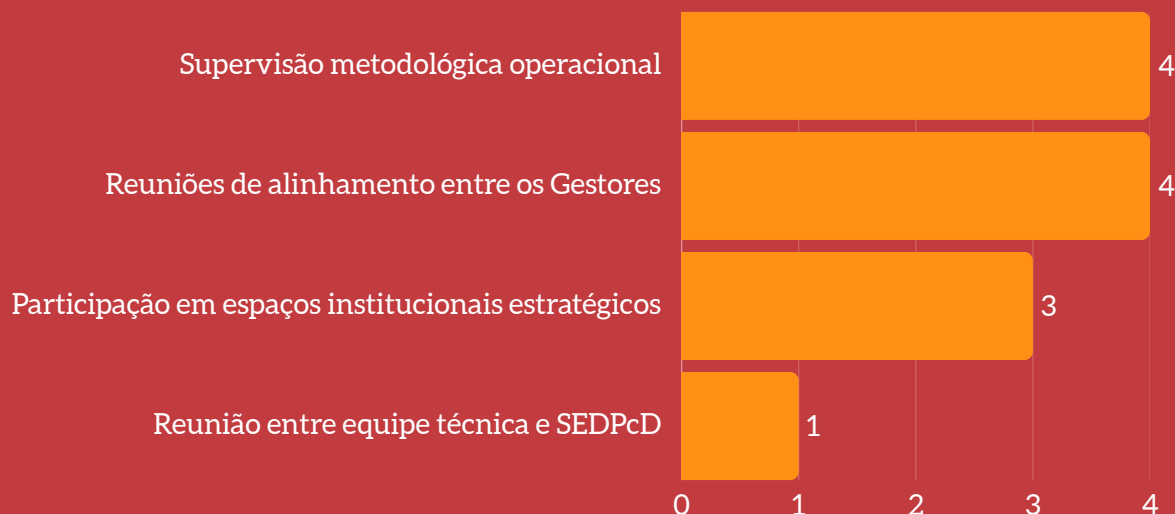 Supervisão metodológica operacional
4
Reuniões de alinhamento entre os Gestores
4
Participação em espaços institucionais estratégicos
3
Reunião entre equipe técnica e SEDPcD
1
0 1 2 3 4